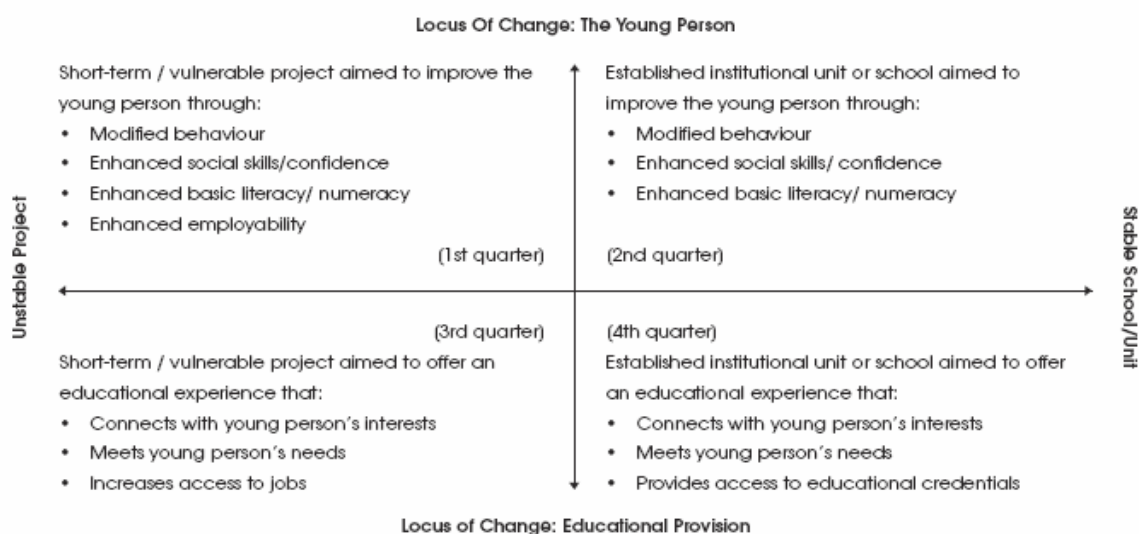 Locus Of Change: The Young Person
Short-term / vulnerable project aimed to improve the
young person through:
• Modified behaviour
• Enhanced social skills/confidence
• Enhanced basic literacy/ numeracy
• Enhanced employability
(1st quarter)
Established institutional unit or school aimed to
improve the young person through:
• Modified behaviour
• Enhanced social skills/ confidence
• Enhanced basic literacy/ numeracy
(2nd quarter)
Unstable Project
Stable School/Unit
(3rd quarter)
Short-term / vulnerable project aimed to offer an
educational experience that:
• Connects with young person's interests
• Meets young person's needs
• Increases access to jobs
(4th quarter)
Established institutional unit or school aimed to offer
an educational experience that:
• Connects with young person's interests
• Meets young person's needs
• Provides access to educational credentials
Locus of Change: Educational Provision